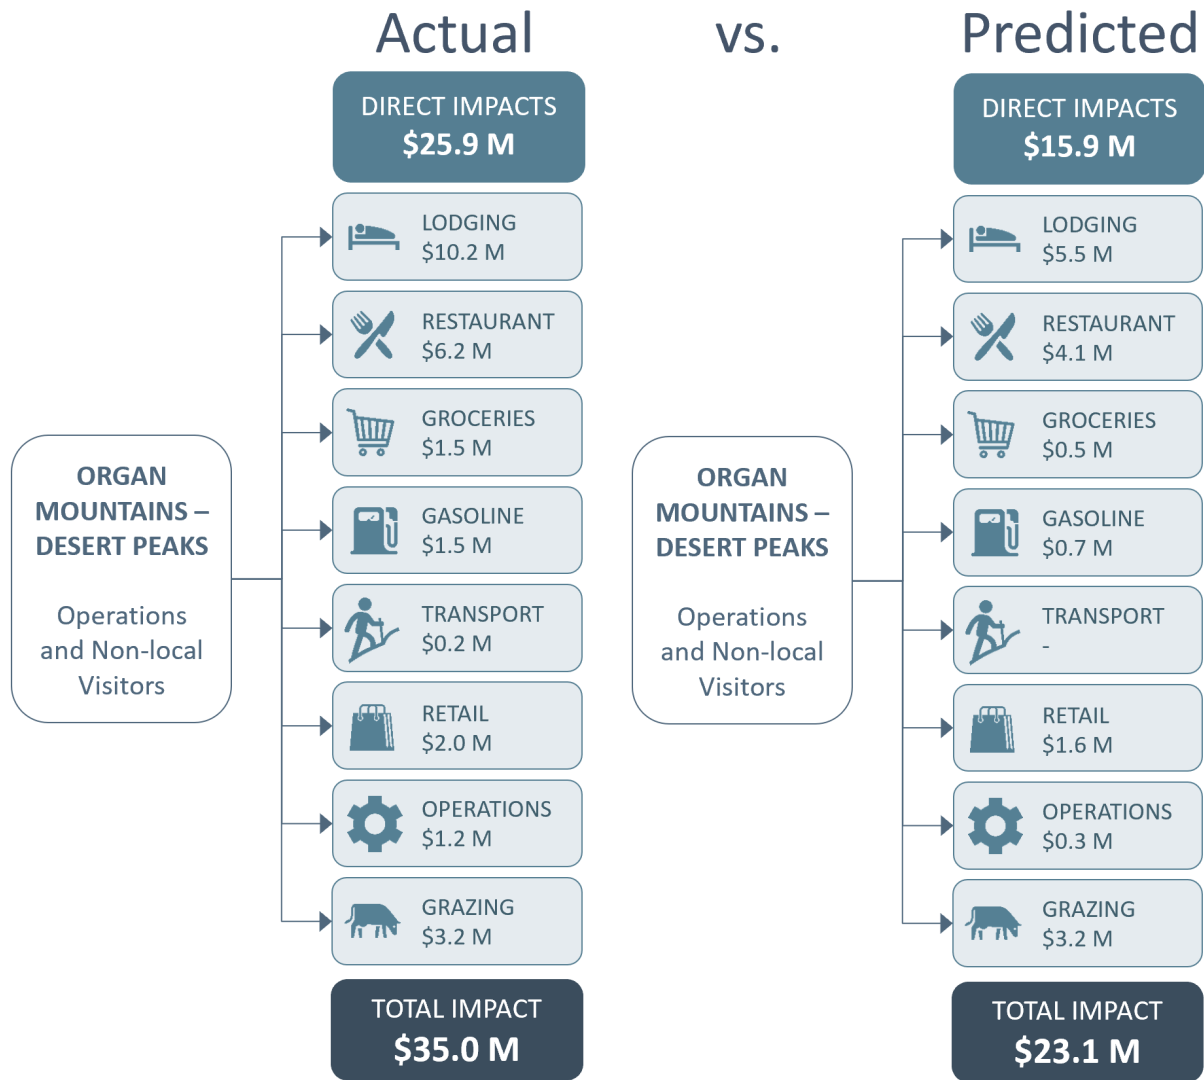 Actual vs. Predicted
DIRECT IMPACTS
$25.9 M
LODGING
$10.2 M
RESTAURANT
$6.2 M
GROCERIES
$1.5 M
GASOLINE
$1.5 M
TRANSPORT
$0.2 M
RETAIL
$2.0 M
OPERATIONS
$1.2 M
GRAZING
$3.2 M
TOTAL IMPACT
$35.0 M
ORGAN
MOUNTAINS –
DESERT PEAKS
Operations
and Non-local
Visitors
DIRECT IMPACTS
$15.9 M
LODGING
$5.5 M
RESTAURANT
$4.1 M
GROCERIES
$0.5 M
GASOLINE
$0.7 M
TRANSPORT
-
RETAIL
$1.6 M
OPERATIONS
$0.3 M
GRAZING
$3.2 M
TOTAL IMPACT
$23.1 M
ORGAN
MOUNTAINS –
DESERT PEAKS
Operations
and Non-local
Visitors